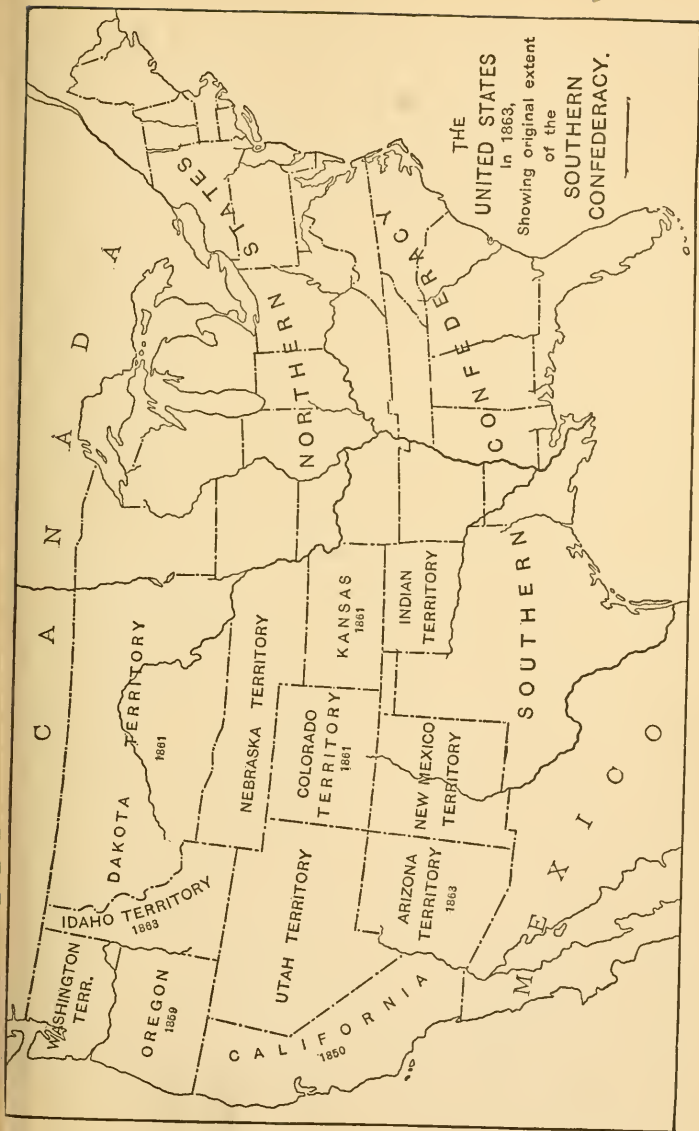 THE
UNITED STATES
In 1863,
Showing original extent
of the
SOUTHERN
CONFEDERACY.
CANADA
WASHINGTON
TERR.
OREGON
1859
IDAHO TERRITORY
1863
DAKOTA TERRITORY
1861
NEBRASKA TERRITORY
NORTHERN STATES
CALIFORNIA
1850
UTAH TERRITORY
COLORADO
TERRITORY
1861
KANSAS
1861
ARIZONA
TERRITORY
1863
NEW MEXICO
TERRITORY
INDIAN
TERRITORY
SOUTHERN CONFEDERACY
MEXICO